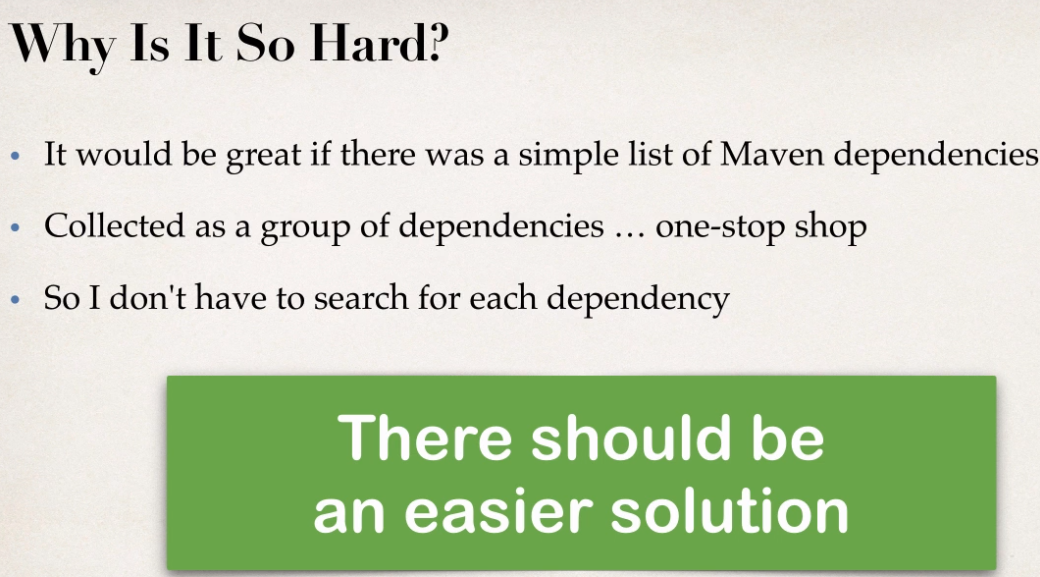 Why Is It So Hard?
• It would be great if there was a simple list of Maven dependencies
• Collected as a group of dependencies … one-stop shop
• So I don't have to search for each dependency
There should be
an easier solution